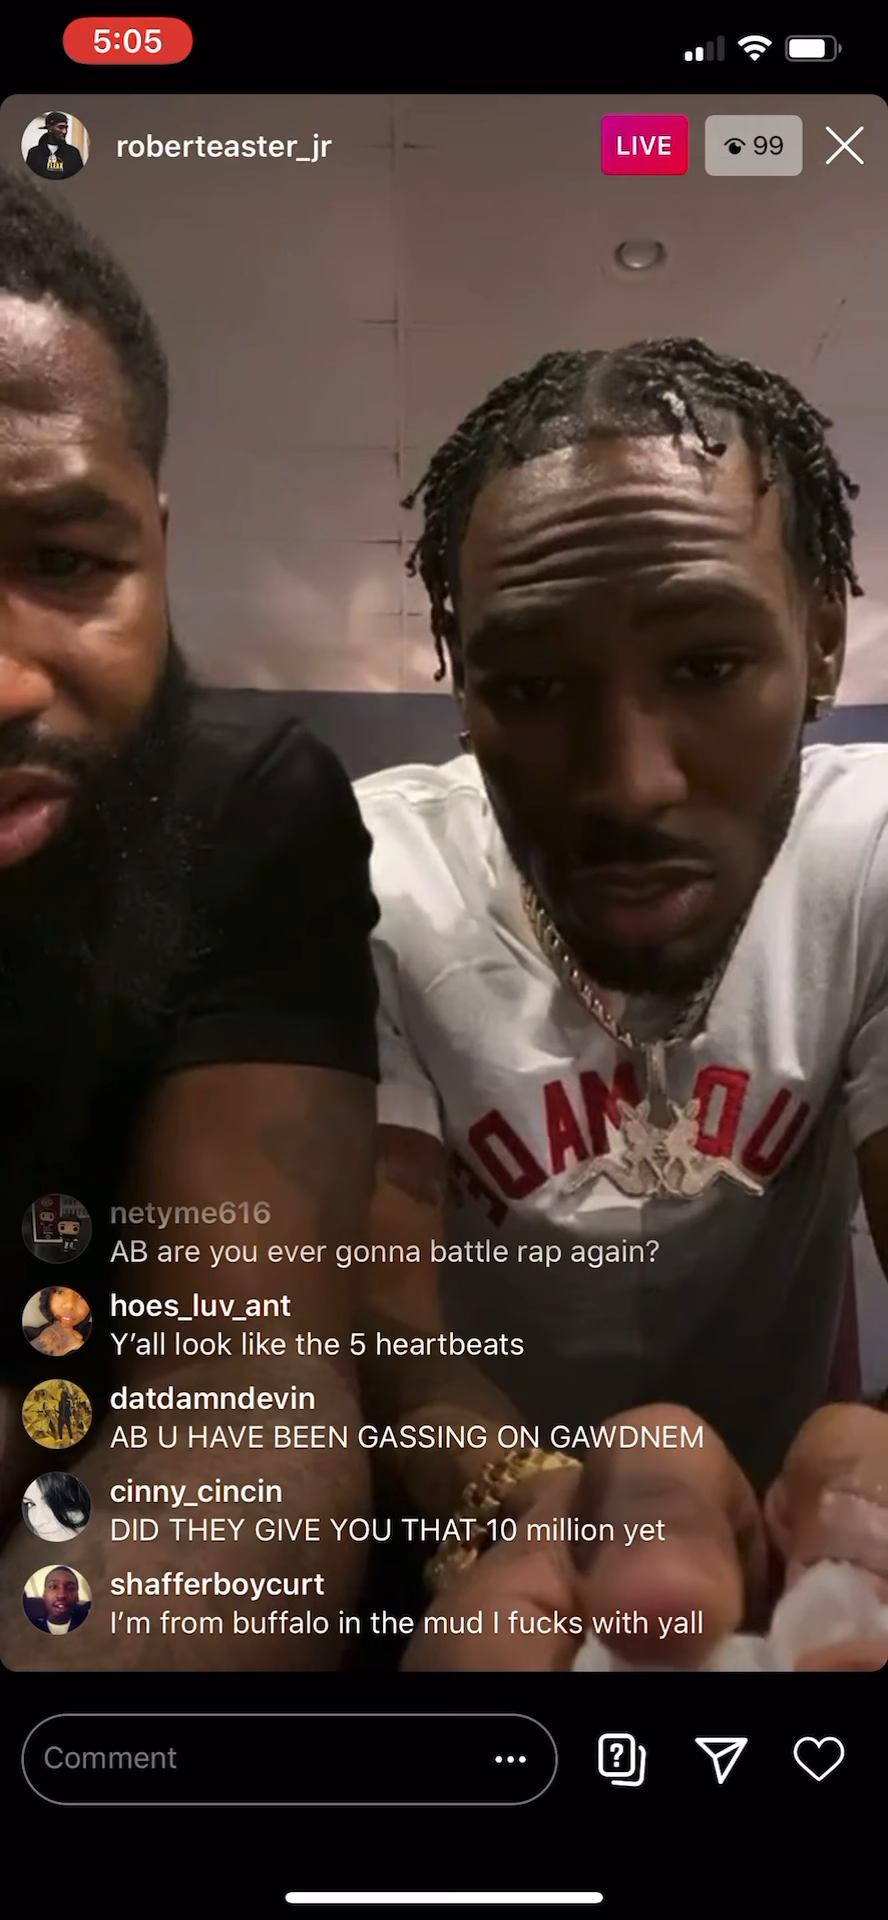 5:05
roberteaster_jr
LIVE
99
netyme616
AB are you ever gonna battle rap again?
hoes_luv_ant
Y’all look like the 5 heartbeats
datdamndevin
AB U HAVE BEEN GASSING ON GAWDNEM
cinny_cincin
DID THEY GIVE YOU THAT 10 million yet
shafferboycurt
I’m from buffalo in the mud I fucks with yall
Comment